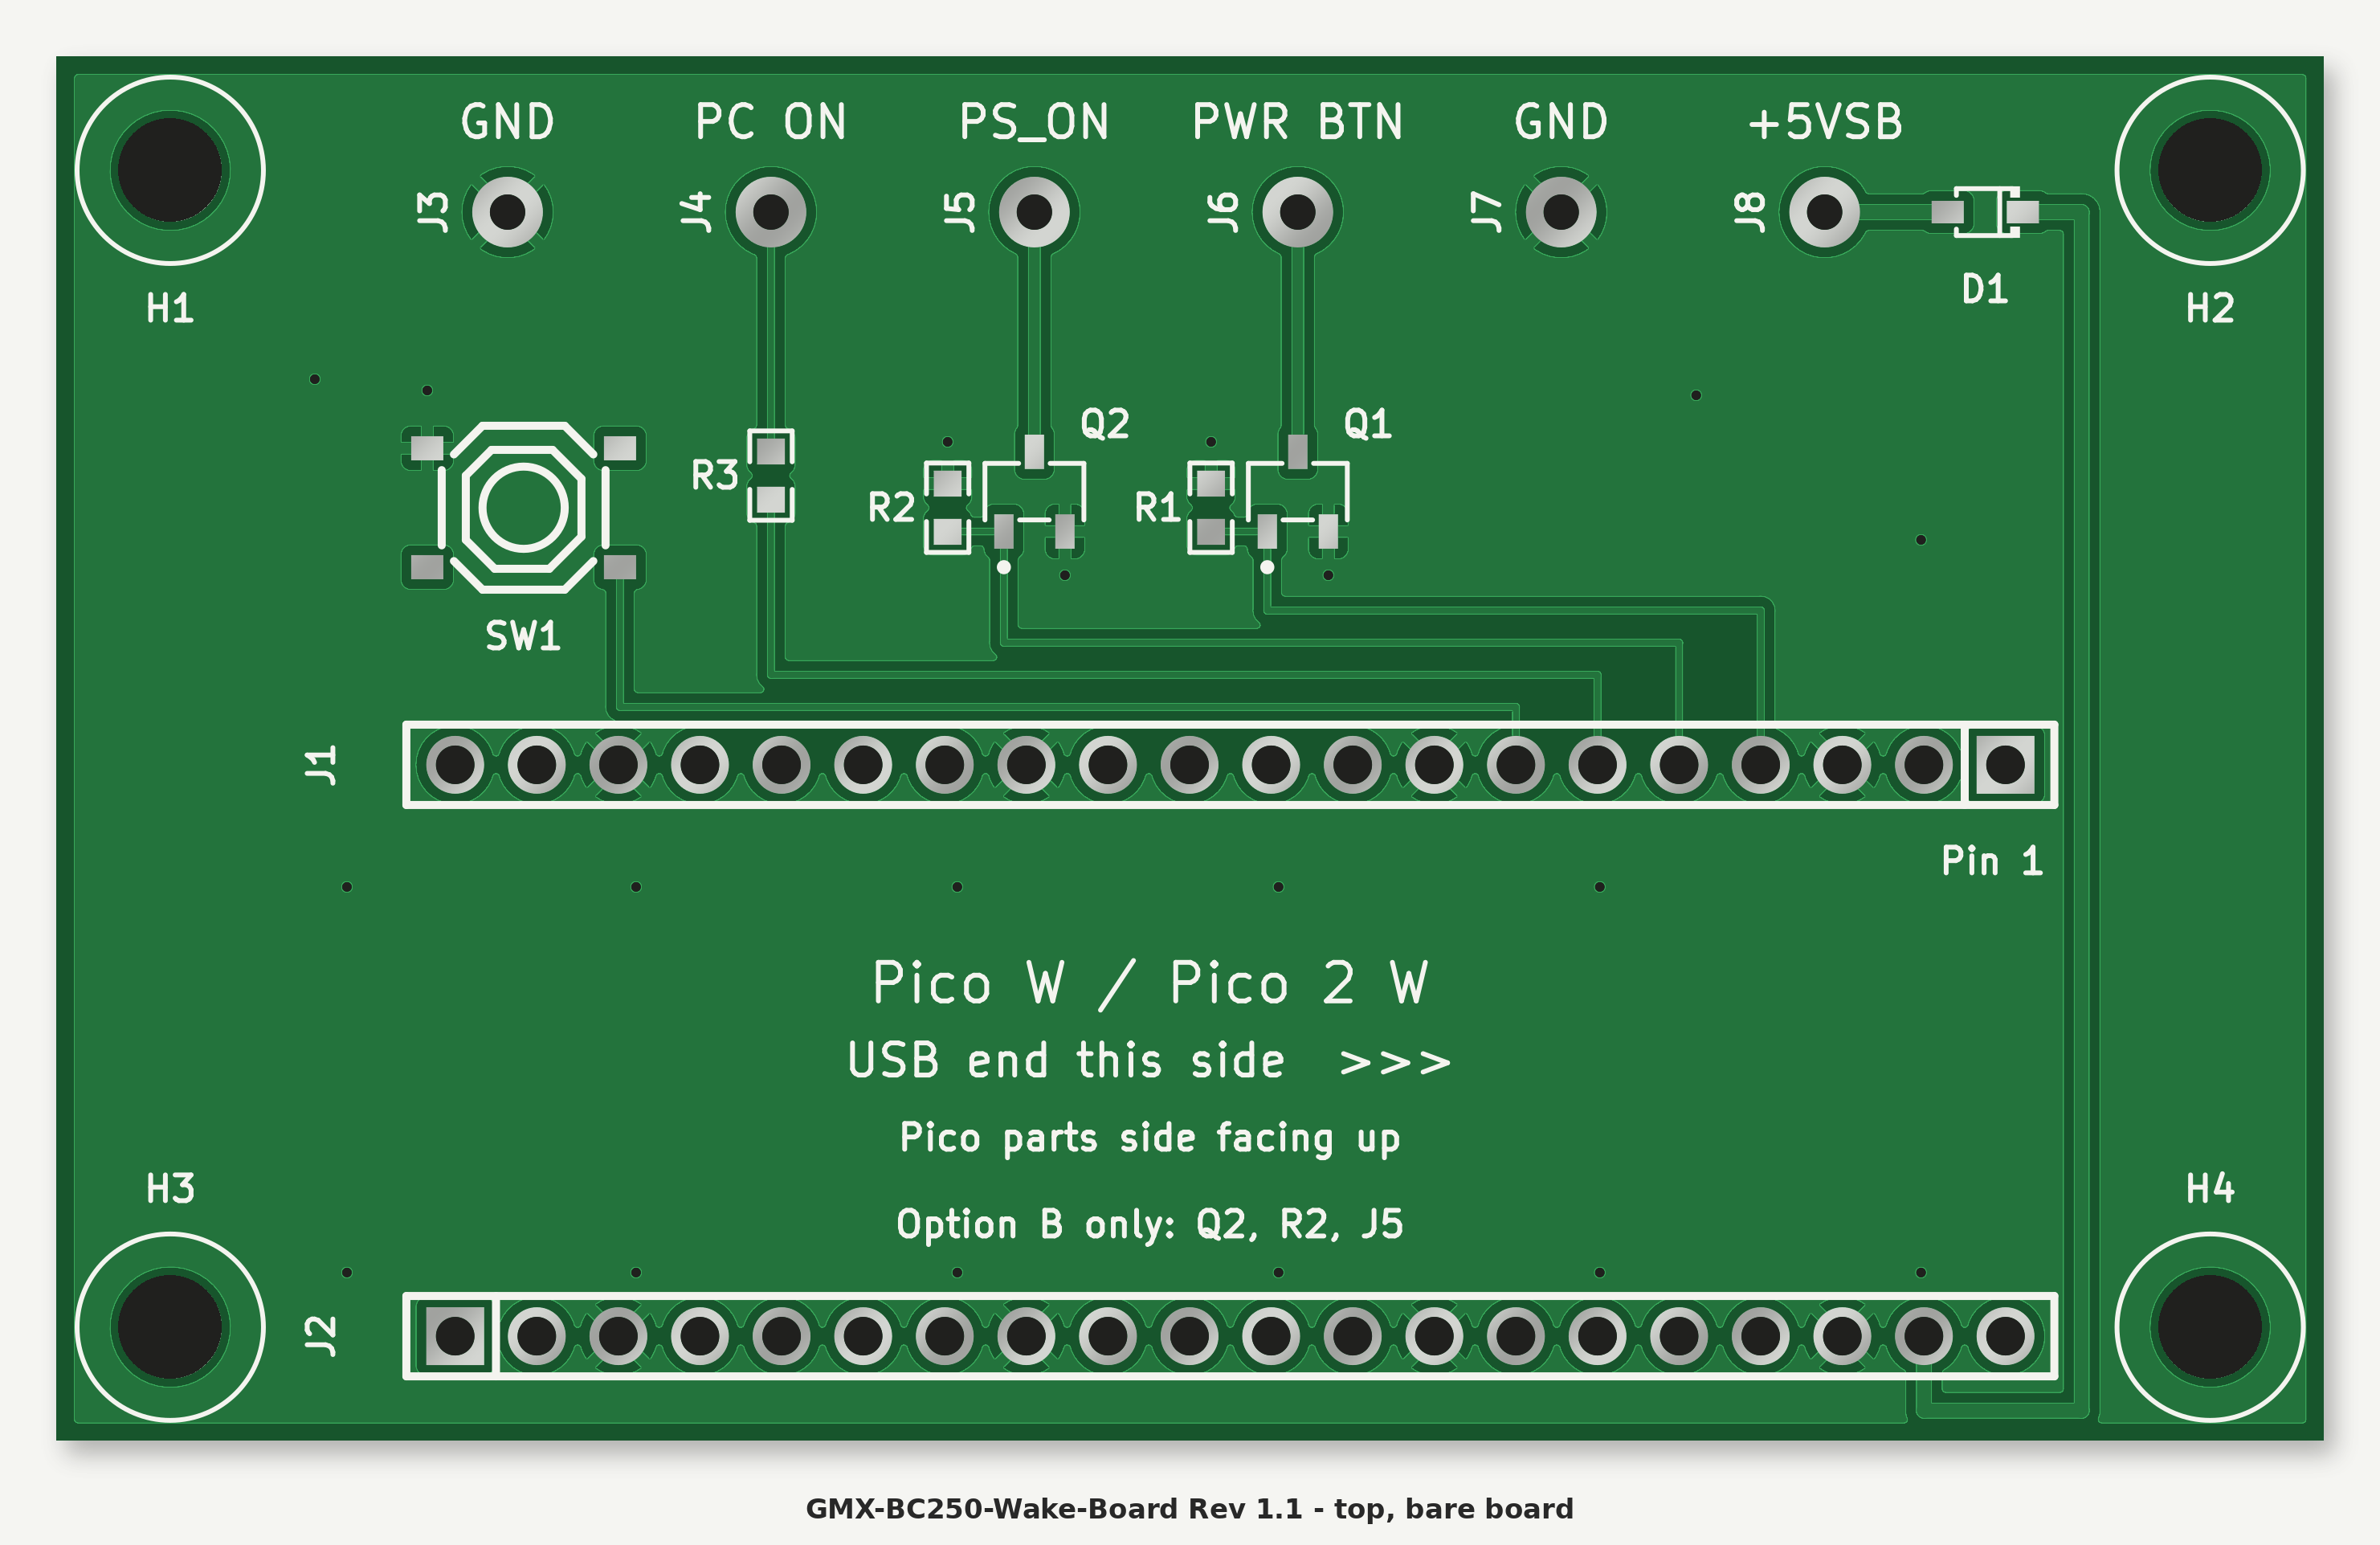 GND PC ON PS_ON PWR BTN GND +5VSB
J3 J4 J5 J6 J7 J8
H1 D1 H2
Q2 Q1
R3 R2 R1
SW1
J1
Pin 1
Pico W / Pico 2 W
USB end this side >>>
Pico parts side facing up
H3 H4
Option B only: Q2, R2, J5
J2
GMX-BC250-Wake-Board Rev 1.1 - top, bare board